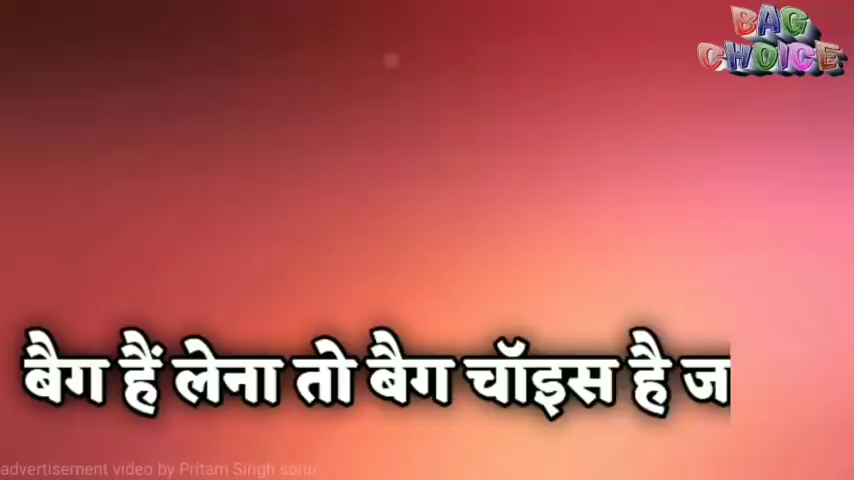 BAG
CHOICE
बैग हैं लेना तो बैग चॉइस है ज
advertisement video by Pritam Singh sonu